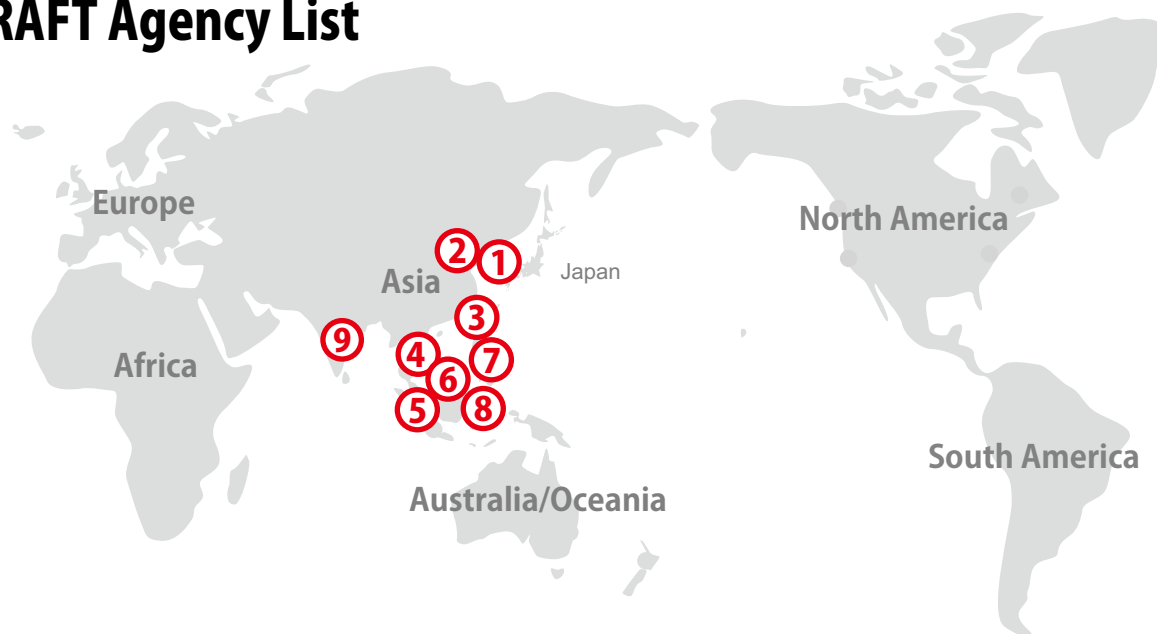 RAFT Agency List
Europe
North America
2
1
Japan
Asia
3
9
4
7
Africa
6
5
8
South America
Australia/Oceania